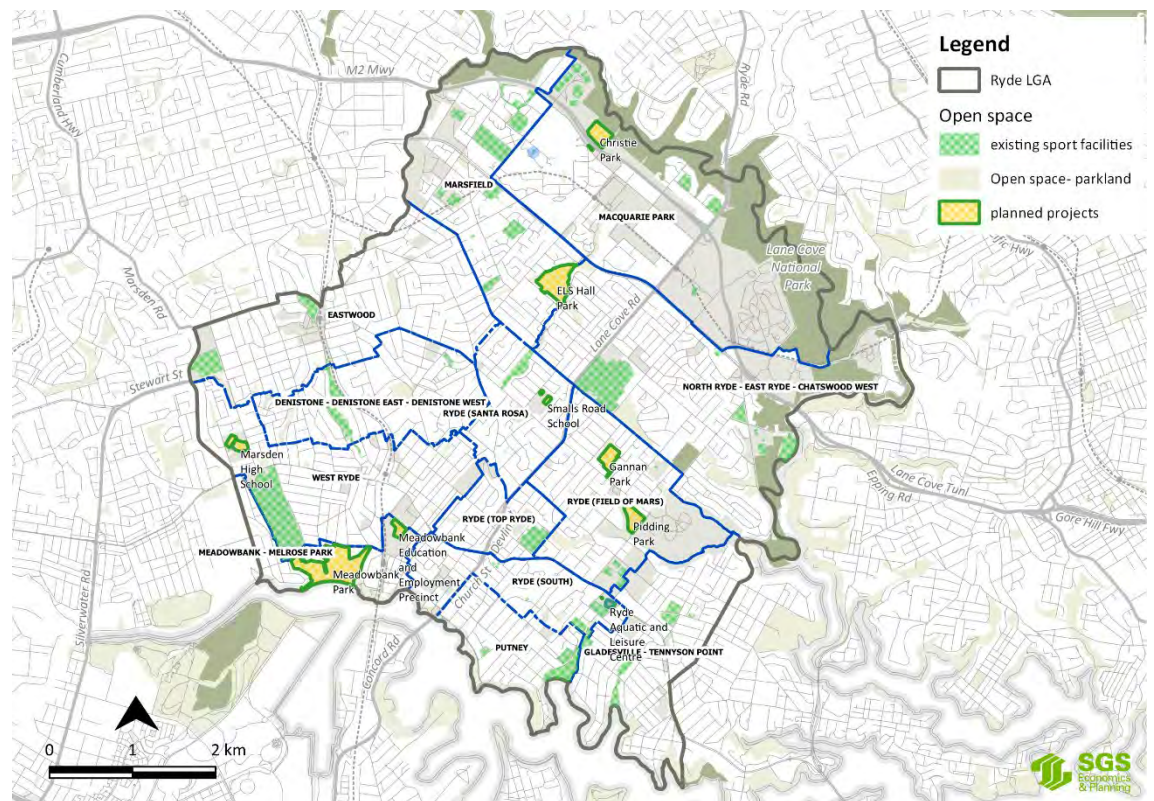 Legend
Ryde LGA
Open space
existing sport facilities
Open space- parkland
planned projects
Cumberland Hwy
M2 Mwy
Ryde Rd
Christie
Park
MARSFIELD
MACQUARIE PARK
Lane Cove
National
Park
Marsden Rd
ELS Hall
Park
Lane Cove Rd
EASTWOOD
Stewart St
NORTH RYDE - EAST RYDE - CHATSWOOD WEST
DENISTONE - DENISTONE EAST - DENISTONE WEST
RYDE (SANTA ROSA)
Smalls Road
School
Marsden
High
School
WEST RYDE
Gannan
Park
Lane Cove Tunl
Epping Rd
Gore Hill Fwy
RYDE (FIELD OF MARS)
RYDE (TOP RYDE)
Pidding
Park
Devlin
Meadowbank
Education
and
Employment
Precinct
MEADOWBANK - MELROSE PARK
Meadowbank
Park
Church St
RYDE (SOUTH)
Silverwater Rd
Ryde
Aquatic and
Leisure
Centre
Concord Rd
PUTNEY
GLADESVILLE - TENNYSON POINT
0 1 2 km
SGS
Economics
& Planning